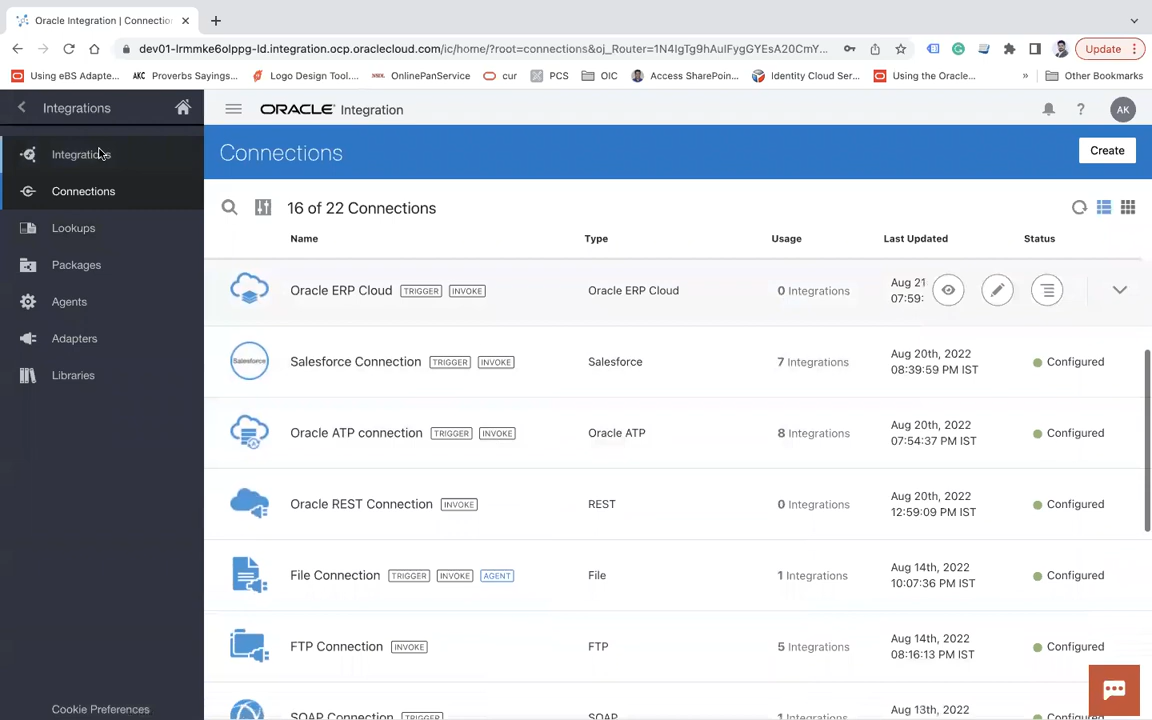 Oracle Integration | Connectio
dev01-lrmmke6olppg-ld.integration.ocp.oraclecloud.com/ic/home/?root=connections&oj_Router=1N4IgTg9hAulFygGYEsA20CmY...
Update
Using eBS Adapte...
AKC Proverbs Sayings...
Logo Design Tool....
OnlinePanService
cur
PCS
OIC
Access SharePoin...
Identity Cloud Ser...
Using the Oracle...
»
Other Bookmarks
Integrations
ORACLE Integration
?
AK
Integrations
Connections
Lookups
Packages
Agents
Adapters
Libraries
Cookie Preferences
Connections
Create
16 of 22 Connections
Name Type Usage Last Updated Status
Oracle ERP Cloud TRIGGER INVOKE Oracle ERP Cloud 0 Integrations Aug 21
07:59:
Salesforce Connection TRIGGER INVOKE Salesforce 7 Integrations Aug 20th, 2022
08:39:59 PM IST Configured
Oracle ATP connection TRIGGER INVOKE Oracle ATP 8 Integrations Aug 20th, 2022
07:54:37 PM IST Configured
Oracle REST Connection INVOKE REST 0 Integrations Aug 20th, 2022
12:59:09 PM IST Configured
File Connection TRIGGER INVOKE AGENT File 1 Integrations Aug 14th, 2022
10:07:36 PM IST Configured
FTP Connection INVOKE FTP 5 Integrations Aug 14th, 2022
08:16:13 PM IST Configured
SOAP Connection TRIGGER SOAP 1 Integrations Aug 13th, 2022
Configured